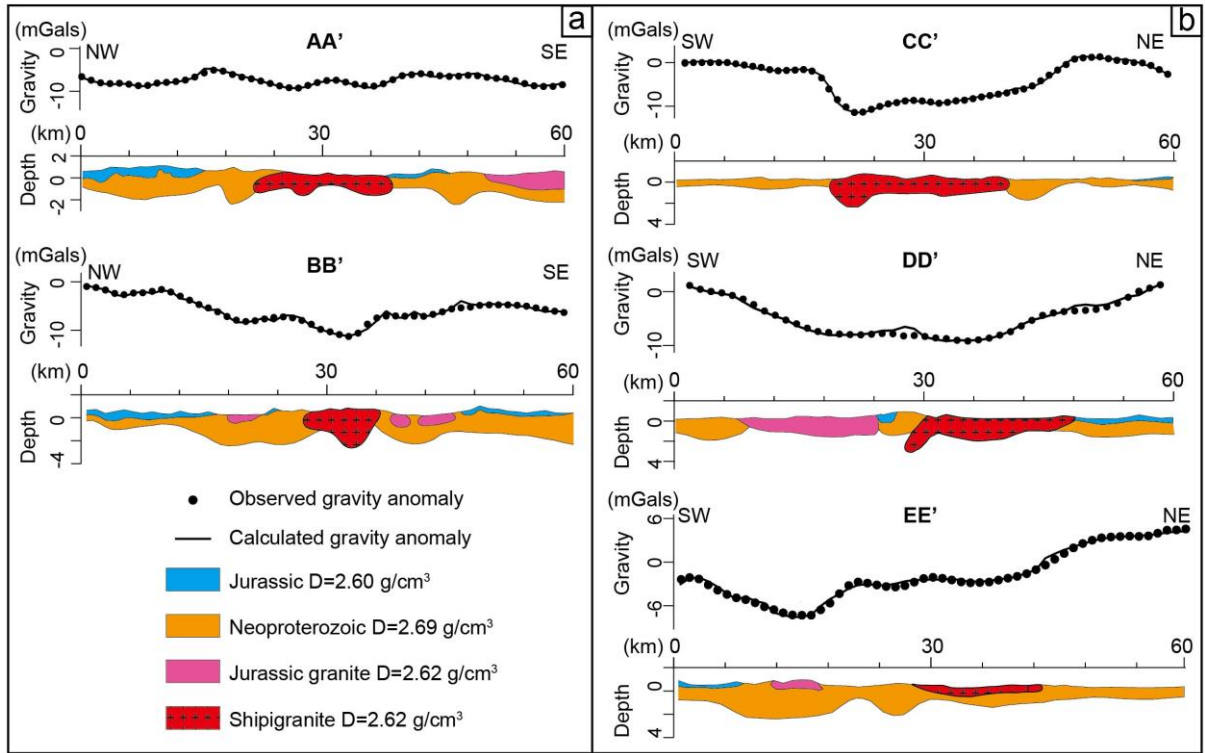 a
(mGals)
NW
AA'
SE
Gravity
0
-10
(km)
0
30
60
Depth
2
0
-2
(mGals)
NW
BB'
SE
Gravity
0
-10
(km)
0
30
60
Depth
0
-4
Observed gravity anomaly
Calculated gravity anomaly
Jurassic D=2.60 g/cm³
Neoproterozoic D=2.69 g/cm³
Jurassic granite D=2.62 g/cm³
Shipigranite D=2.62 g/cm³
b
(mGals)
SW
CC'
NE
Gravity
0
-10
(km)
0
30
60
Depth
0
4
(mGals)
SW
DD'
NE
Gravity
0
-10
(km)
0
30
60
Depth
0
4
(mGals)
SW
EE'
NE
Gravity
6
0
-6
(km)
0
30
60
Depth
0
4